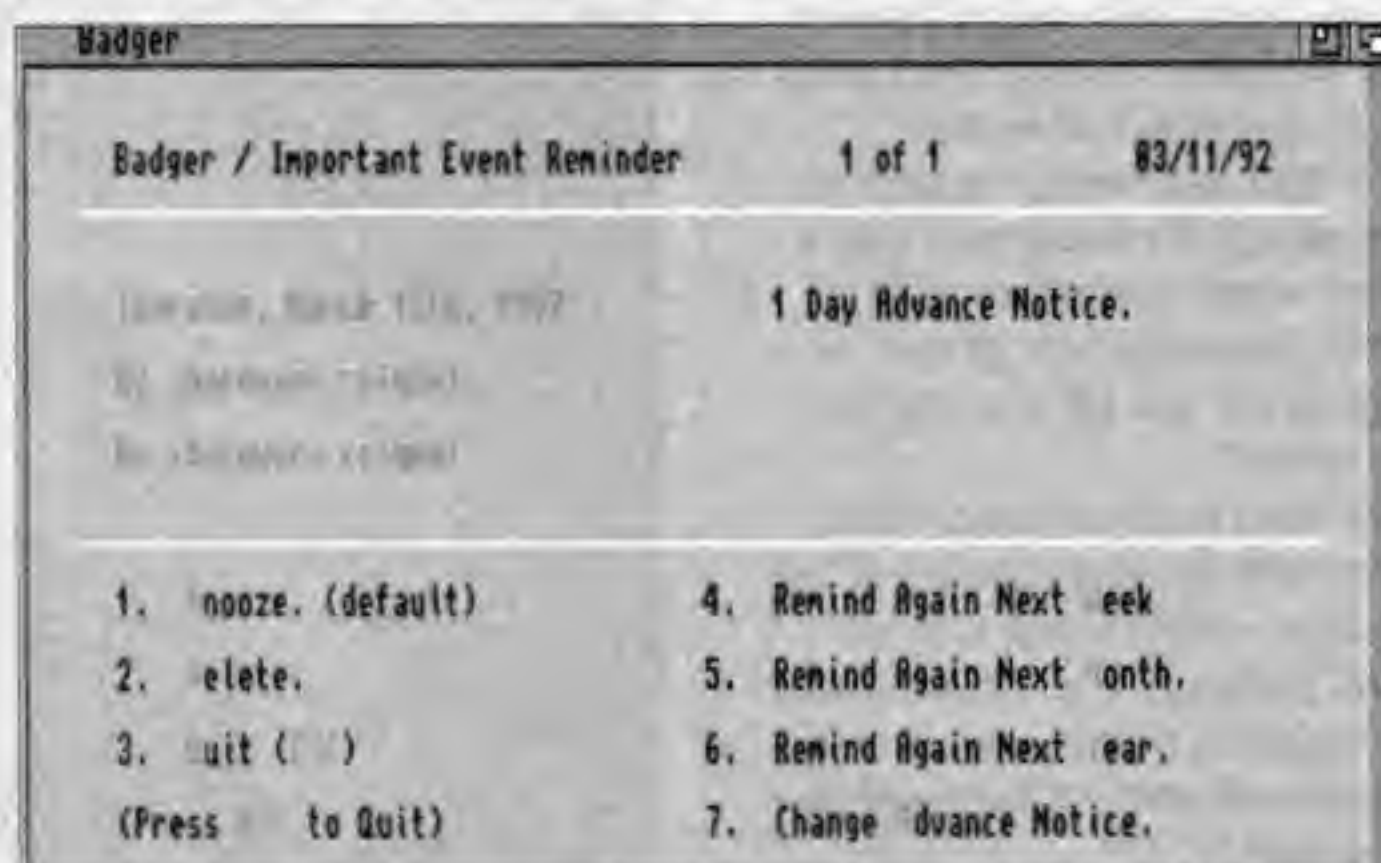 Badger
Badger / Important Event Reminder 1 of 1 03/11/92
1 Day Advance Notice.
1. nooze. (default) 4. Remind Again Next eek
2. elete. 5. Remind Again Next onth.
3. uit ( ) 6. Remind Again Next ear.
(Press to Quit) 7. Change dvance Notice.